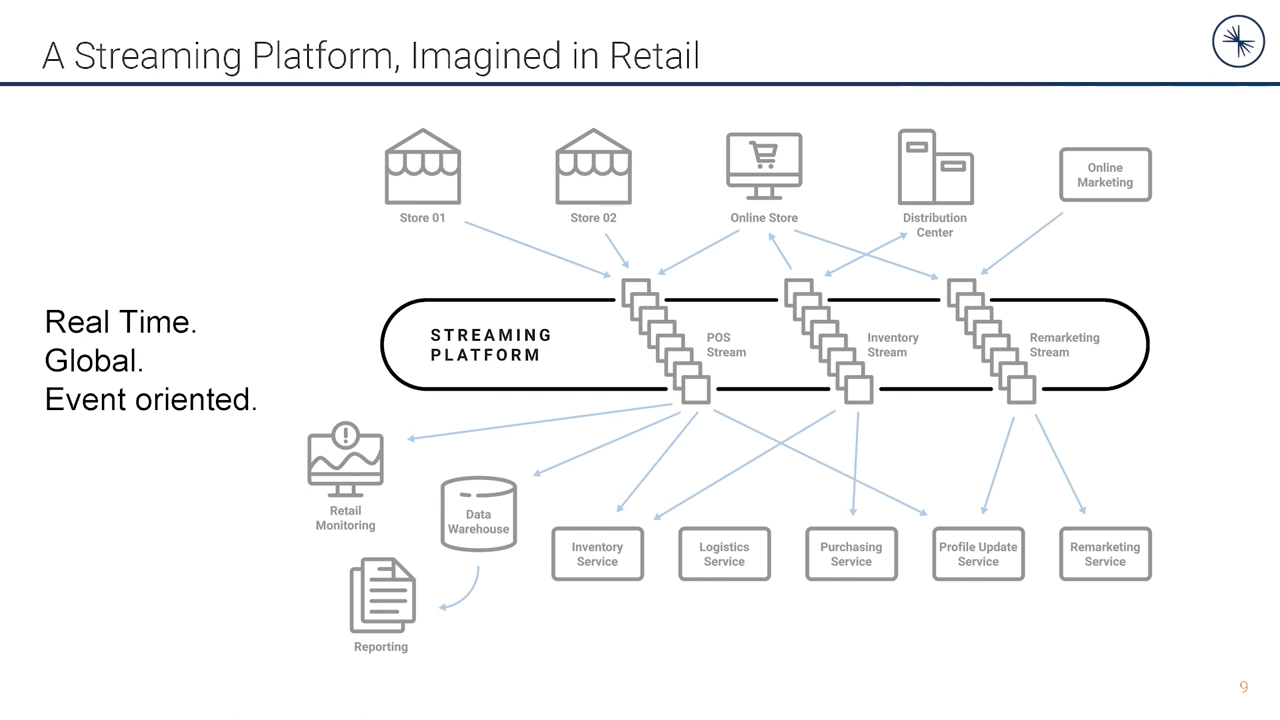 A Streaming Platform, Imagined in Retail
Store 01
Store 02
Online Store
Distribution
Center
Online
Marketing
Real Time.
Global.
Event oriented.
STREAMING
PLATFORM
POS
Stream
Inventory
Stream
Remarketing
Stream
Retail
Monitoring
Data
Warehouse
Reporting
Inventory
Service
Logistics
Service
Purchasing
Service
Profile Update
Service
Remarketing
Service
9